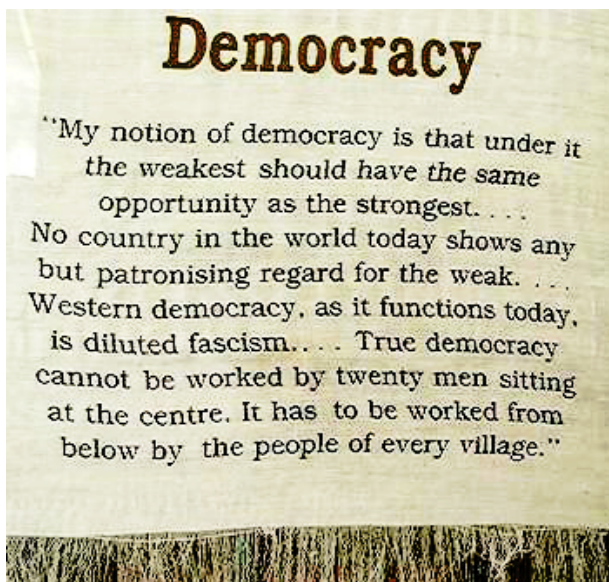 Democracy
“My notion of democracy is that under it
the weakest should have the same
opportunity as the strongest. . . .
No country in the world today shows any
but patronising regard for the weak. . . .
Western democracy, as it functions today,
is diluted fascism. . . . True democracy
cannot be worked by twenty men sitting
at the centre. It has to be worked from
below by the people of every village.”